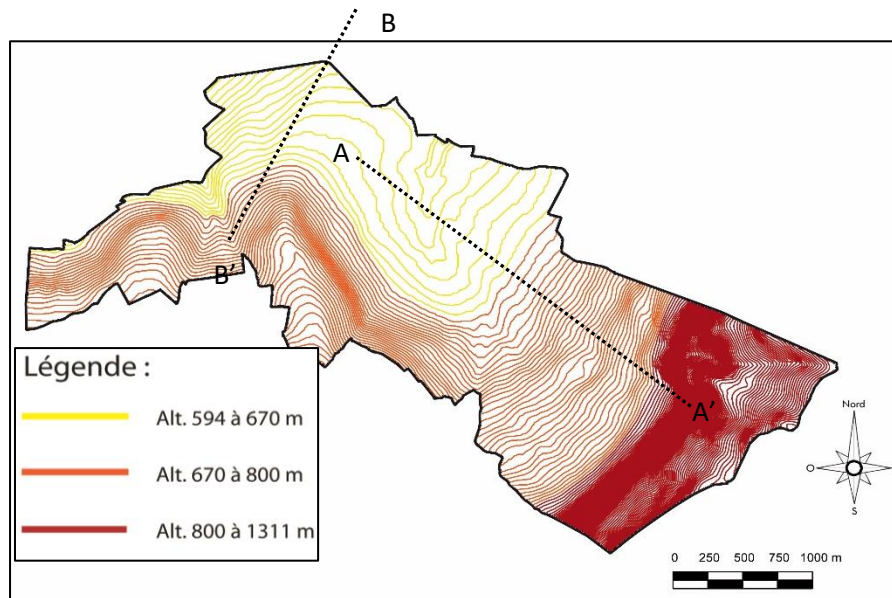 B
A
B'
A'
Légende :
Alt. 594 à 670 m
Alt. 670 à 800 m
Alt. 800 à 1311 m
Nord
O
E
S
0 250 500 750 1000 m